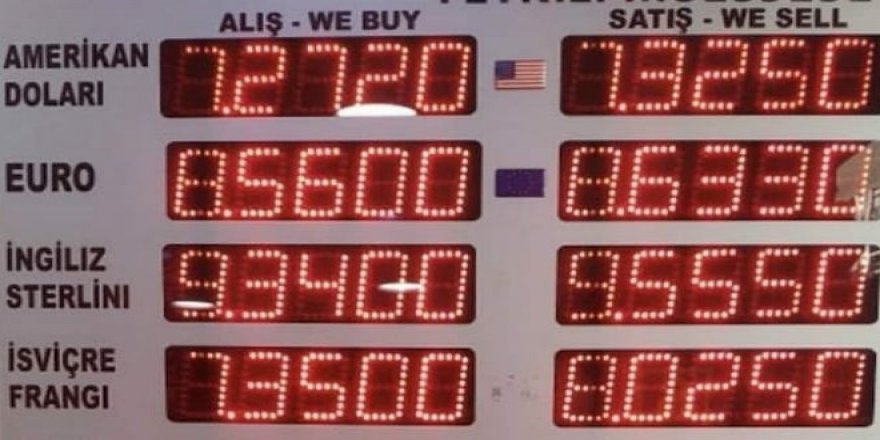 ALIŞ - WE BUY SATIŞ - WE SELL
AMERİKAN
DOLARI
7.2720 7.3250
EURO
8.5600 8.6330
İNGİLİZ
STERLİNİ
9.3400 9.5550
İSVİÇRE
FRANGI
7.3500 8.0250